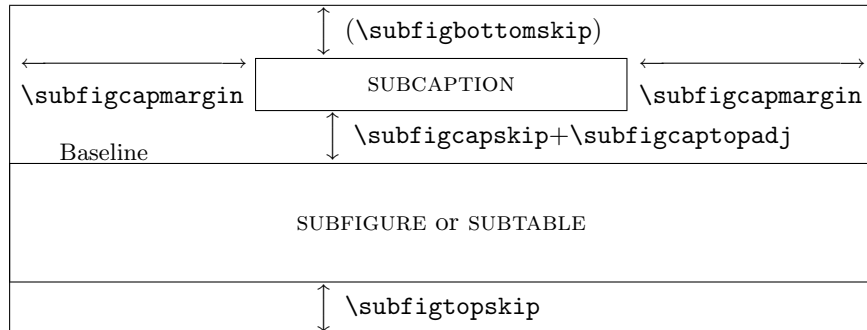 (\subfigbottomskip)
SUBCAPTION
\subfigcapmargin
\subfigcapmargin
\subfigcapskip+\subfigcaptopadj
Baseline
SUBFIGURE or SUBTABLE
\subfigtopskip